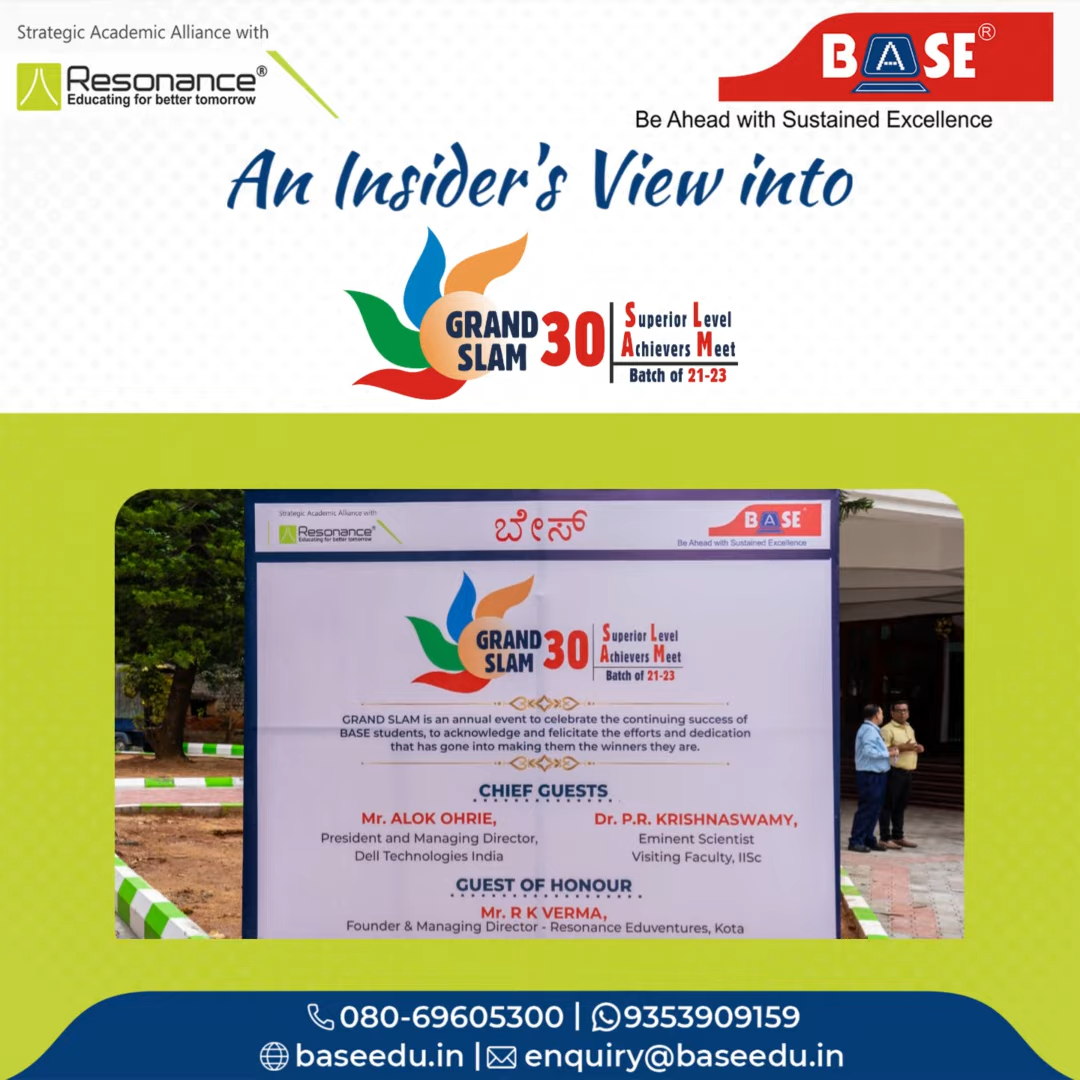 Strategic Academic Alliance with
Resonance®
Educating for better tomorrow
BASE®
Be Ahead with Sustained Excellence
An Insider's View into
GRAND SLAM 30
Superior Level
Achievers Meet
Batch of 21-23
Strategic Academic Alliance with
Resonance®
Educating for better tomorrow
ಬೇಸ್
BASE
Be Ahead with Sustained Excellence
GRAND SLAM 30
Superior Level
Achievers Meet
Batch of 21-23
GRAND SLAM is an annual event to celebrate the continuing success of
BASE students, to acknowledge and felicitate the efforts and dedication
that has gone into making them the winners they are.
CHIEF GUESTS
Mr. ALOK OHRIE,
President and Managing Director,
Dell Technologies India
Dr. P.R. KRISHNASWAMY,
Eminent Scientist
Visiting Faculty, IISc
GUEST OF HONOUR
Mr. R K VERMA,
Founder & Managing Director - Resonance Eduventures, Kota
080-69605300 | 9353909159
baseedu.in | enquiry@baseedu.in